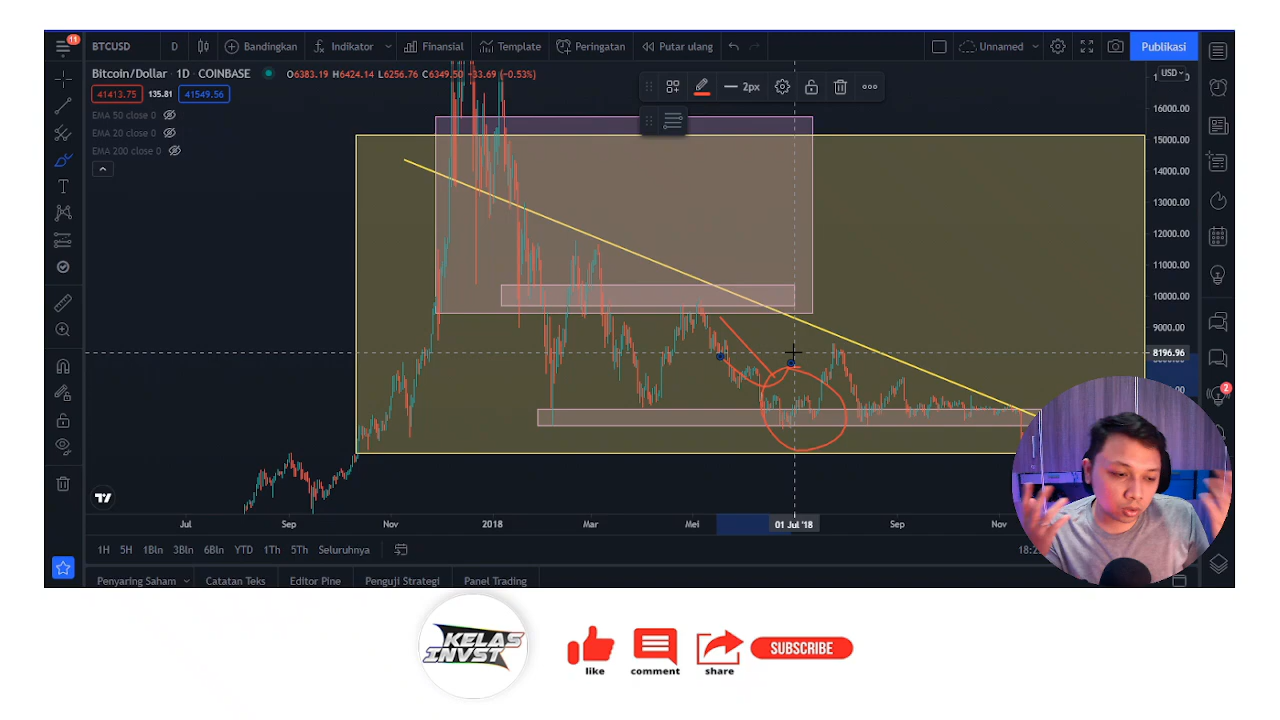 11
BTCUSD D Bandingkan Indikator Finansial Template Peringatan Putar ulang Unnamed Publikasi
Bitcoin/Dollar · 1D · COINBASE O6383.19 H6424.14 L6256.76 C6349.50 −33.69 (−0.53%)
41413.75 135.81 41549.56
EMA 50 close 0
EMA 20 close 0
EMA 200 close 0
2px
USD
16000.00
15000.00
14000.00
13000.00
12000.00
11000.00
10000.00
9000.00
8196.96
2
Jul Sep Nov 2018 Mar Mei 01 Jul '18 Sep Nov
1H 5H 1Bln 3Bln 6Bln YTD 1Th 5Th Seluruhnya
Penyaring Saham Catatan Teks Editor Pine Penguji Strategi Panel Trading
KELAS
INVST
like comment share SUBSCRIBE